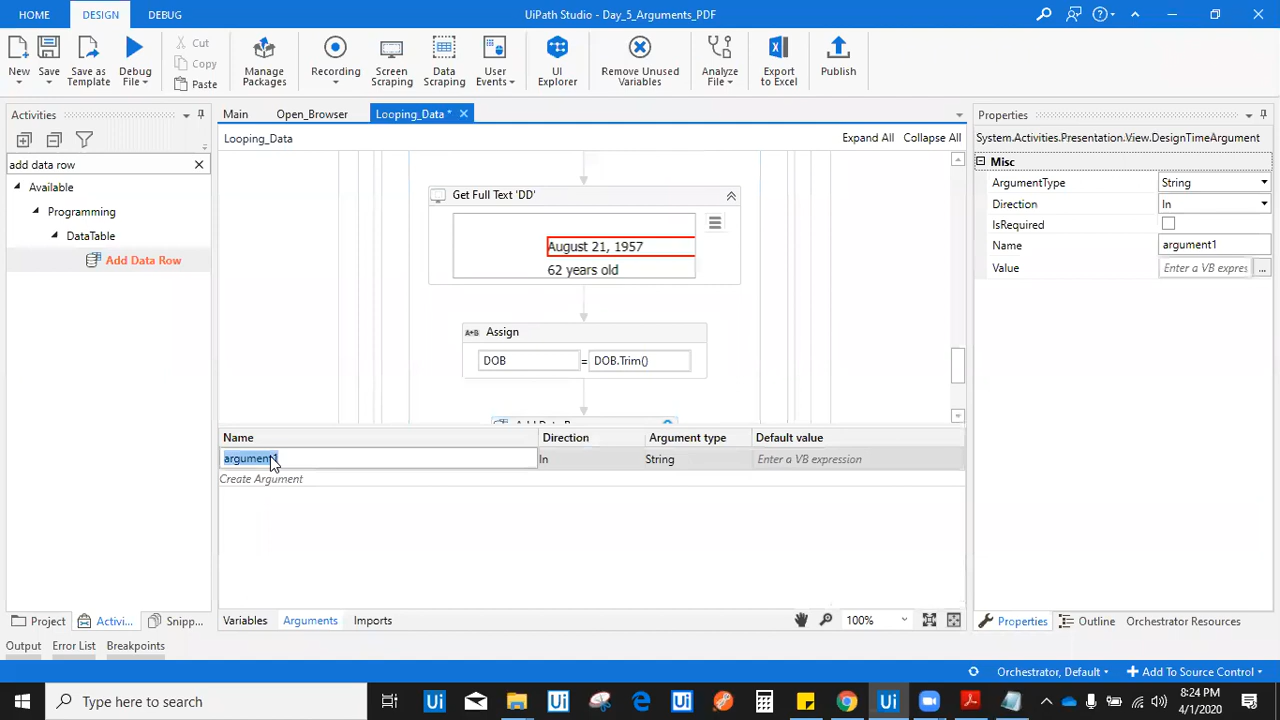 HOME DESIGN DEBUG UiPath Studio - Day_5_Arguments_PDF
New Save Save as Template Debug File Cut Copy Paste Manage Packages Recording Screen Scraping Data Scraping User Events UI Explorer Remove Unused Variables Analyze File Export to Excel Publish
Activities Main Open_Browser Looping_Data * Properties
Looping_Data Expand All Collapse All System.Activities.Presentation.View.DesignTimeArgument
add data row
Available
Programming
DataTable
Add Data Row
Get Full Text 'DD'
August 21, 1957
62 years old
A+B Assign
DOB = DOB.Trim()
Misc
ArgumentType String
Direction In
IsRequired
Name argument1
Value Enter a VB expres ...
Name Direction Argument type Default value
argument1 In String Enter a VB expression
Create Argument
Variables Arguments Imports 100%
Project Activi... Snipp... Properties Outline Orchestrator Resources
Output Error List Breakpoints
Orchestrator, Default Add To Source Control
Type here to search
8:24 PM
4/1/2020